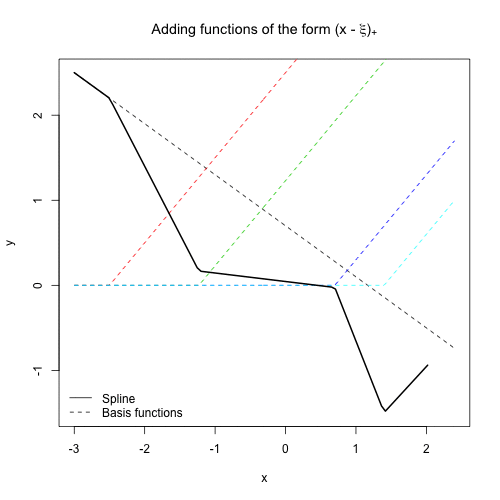 Adding functions of the form (x - ξ)₊
y
2
1
0
-1
Spline
Basis functions
-3 -2 -1 0 1 2
x